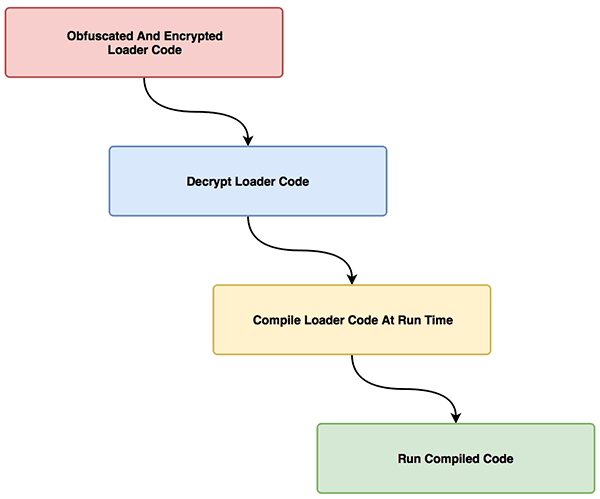 Obfuscated And Encrypted
Loader Code
Decrypt Loader Code
Compile Loader Code At Run Time
Run Compiled Code